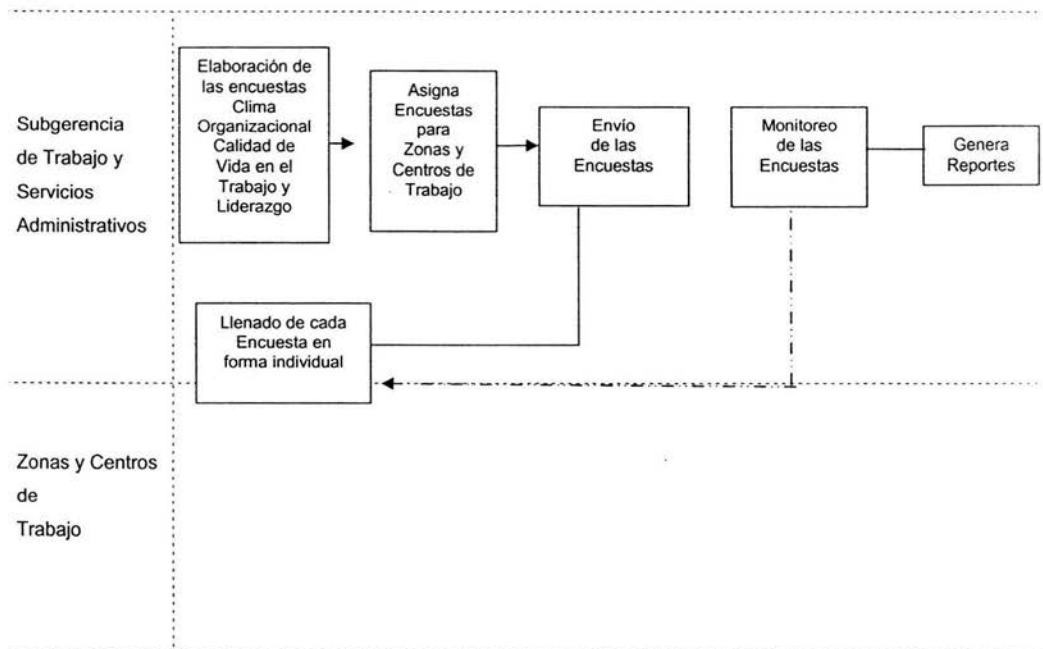 Subgerencia
de Trabajo y
Servicios
Administrativos
Elaboración de
las encuestas
Clima
Organizacional
Calidad de
Vida en el
Trabajo y
Liderazgo
Asigna
Encuestas
para
Zonas y
Centros de
Trabajo
Envío
de las
Encuestas
Monitoreo
de las
Encuestas
Genera
Reportes
Llenado de cada
Encuesta en
forma individual
Zonas y Centros
de
Trabajo